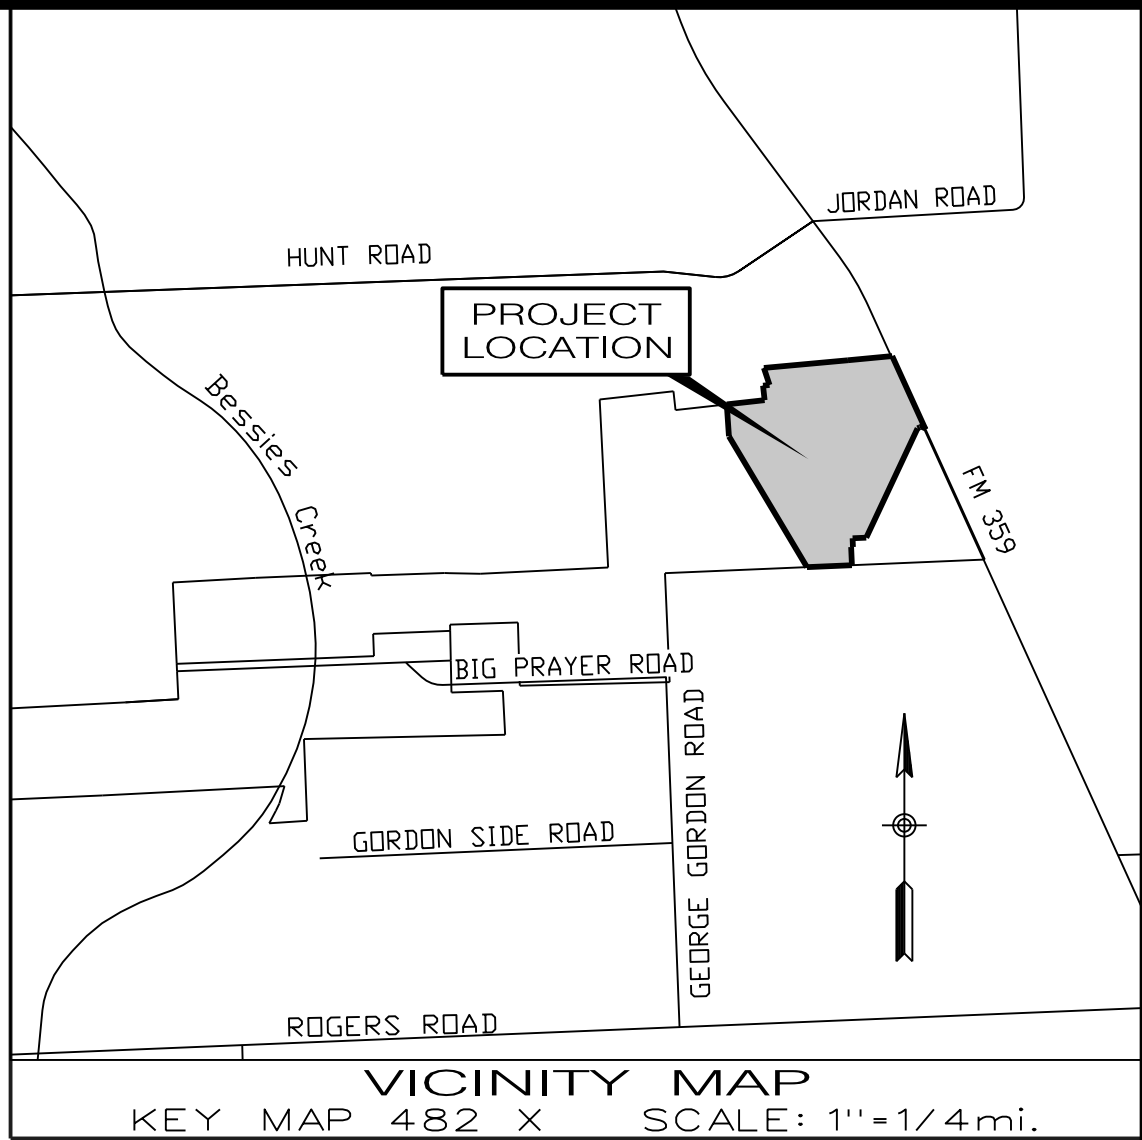 JORDAN ROAD
HUNT ROAD
PROJECT
LOCATION
Bessies Creek
FM 359
BIG PRAYER ROAD
GEORGE GORDON ROAD
GORDON SIDE ROAD
ROGERS ROAD
VICINITY MAP
KEY MAP 482 X SCALE: 1''=1/4mi.